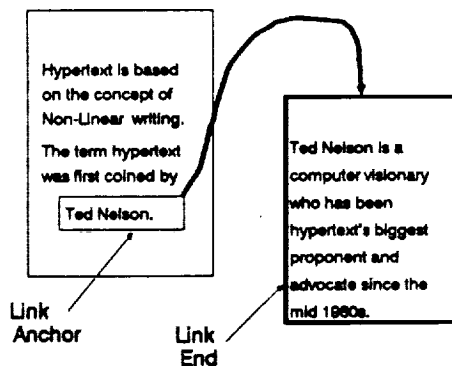 Hypertext is based
on the concept of
Non-Linear writing.
The term hypertext
was first coined by
Ted Nelson.
Ted Nelson is a
computer visionary
who has been
hypertext's biggest
proponent and
advocate since the
mid 1960s.
Link
Anchor
Link
End